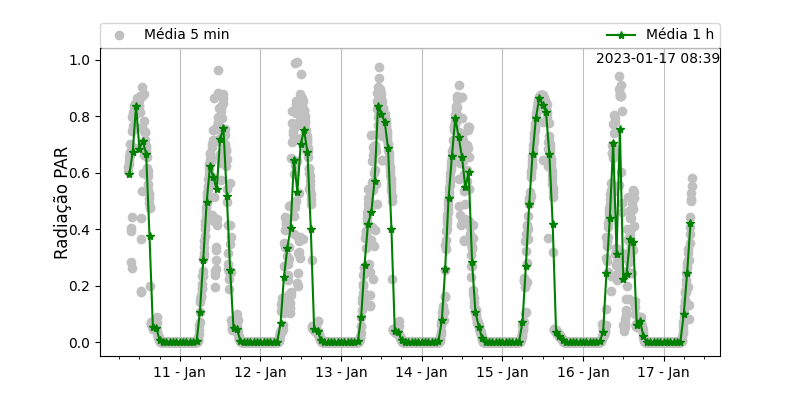 Média 5 min
Média 1 h
2023-01-17 08:39
Radiação PAR
1.0
0.8
0.6
0.4
0.2
0.0
11 - Jan 12 - Jan 13 - Jan 14 - Jan 15 - Jan 16 - Jan 17 - Jan